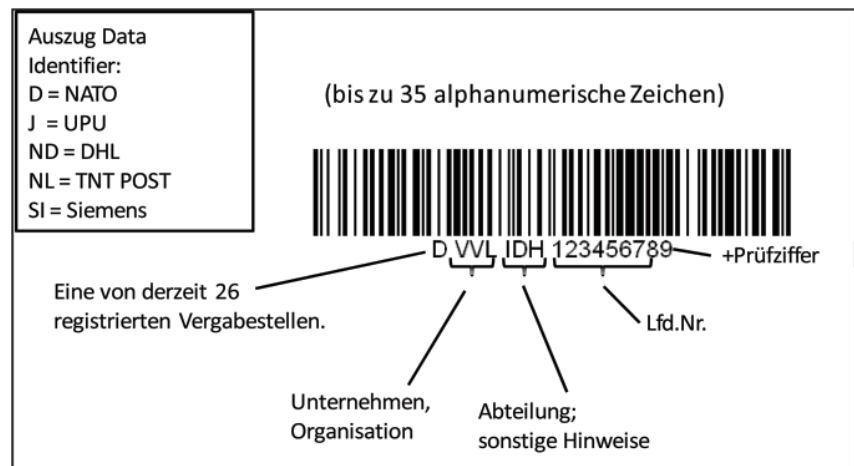 Auszug Data
Identifier:
D = NATO
J = UPU
ND = DHL
NL = TNT POST
SI = Siemens
(bis zu 35 alphanumerische Zeichen)
D VVL IDH 123456789
+Prüfziffer
Eine von derzeit 26
registrierten Vergabestellen.
Lfd.Nr.
Unternehmen,
Organisation
Abteilung;
sonstige Hinweise